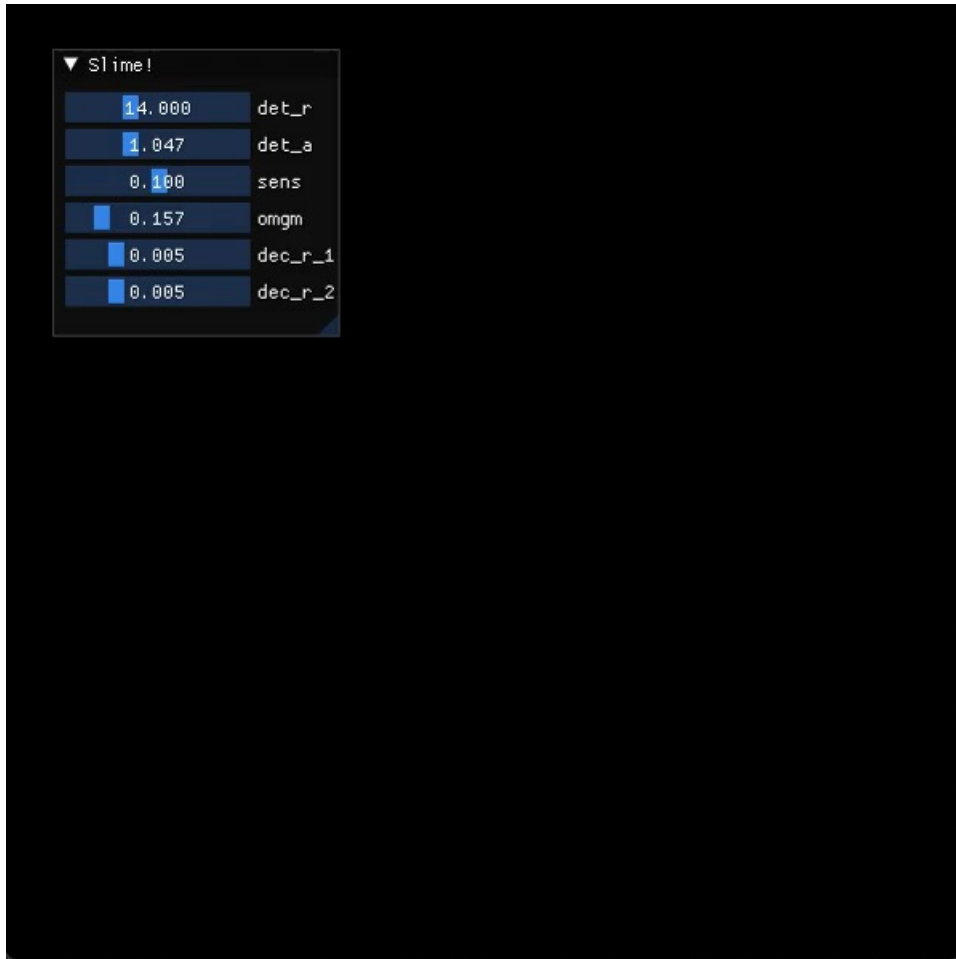 Slime!
14.000 det_r
1.047 det_a
0.100 sens
0.157 omgm
0.005 dec_r_1
0.005 dec_r_2